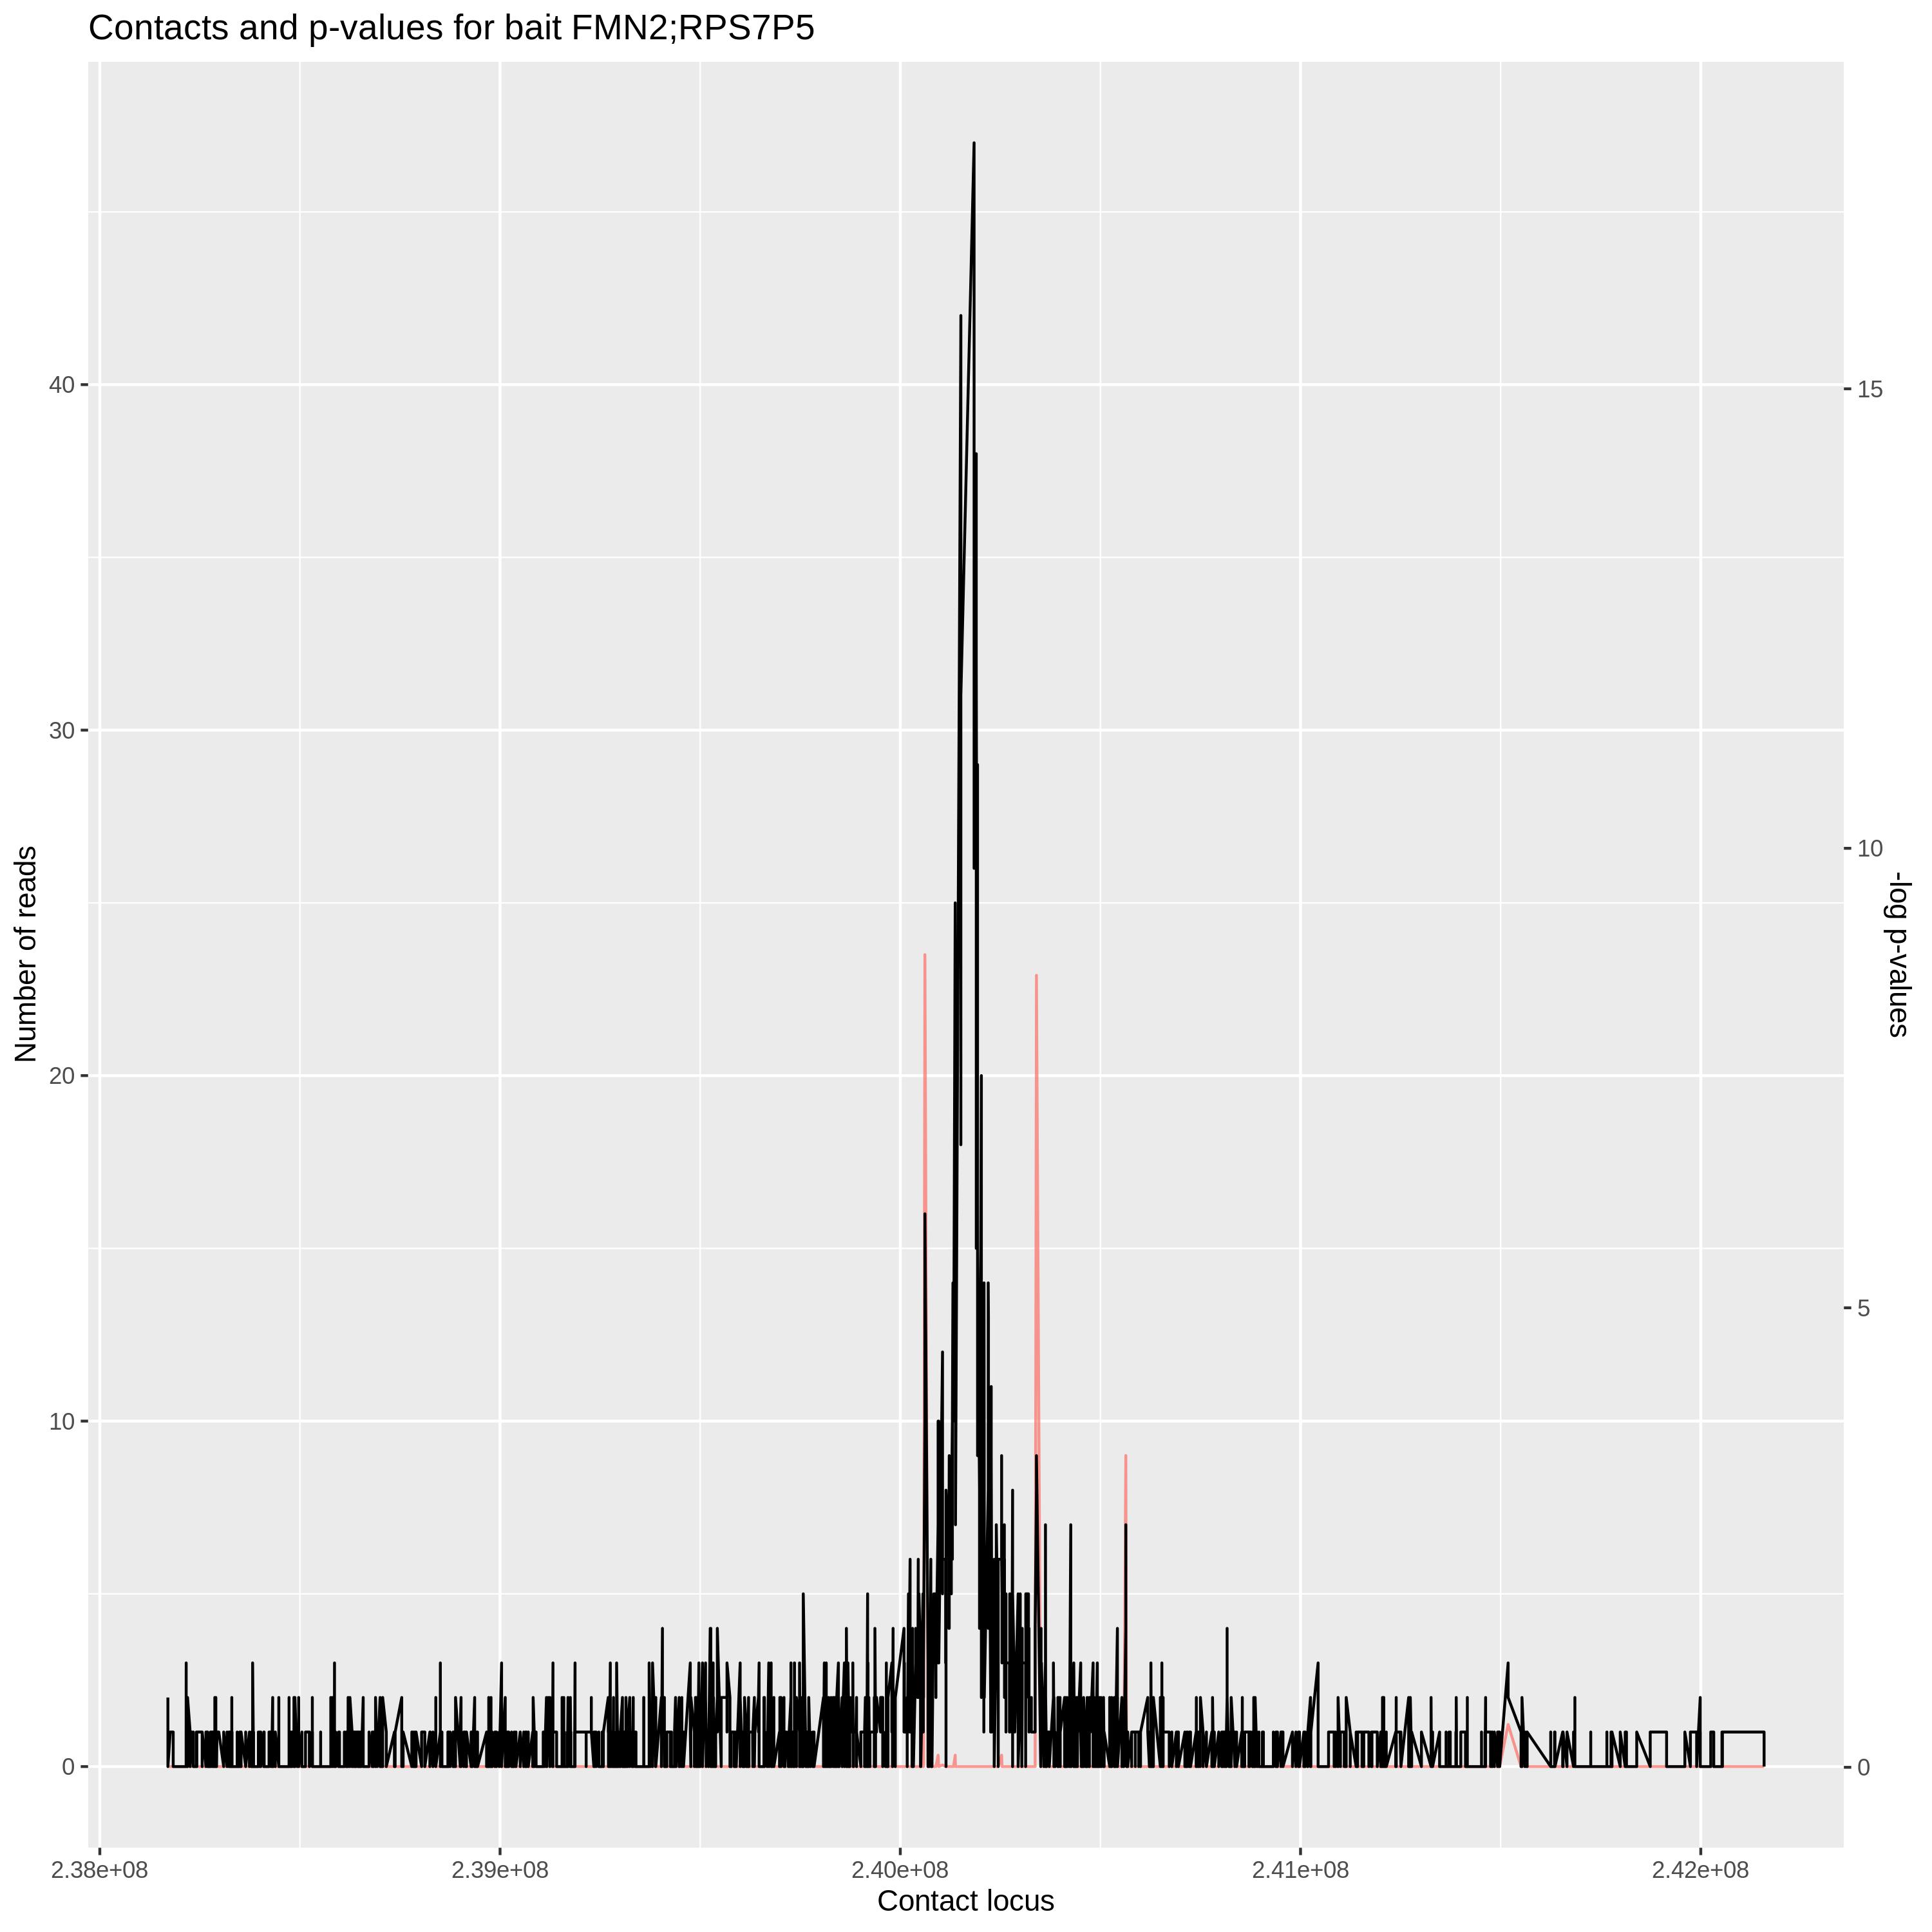 Contacts and p-values for bait FMN2;RPS7P5
40
30
20
10
0
Number of reads
15
10
5
0
-log p-values
2.38e+08 2.39e+08 2.40e+08 2.41e+08 2.42e+08
Contact locus